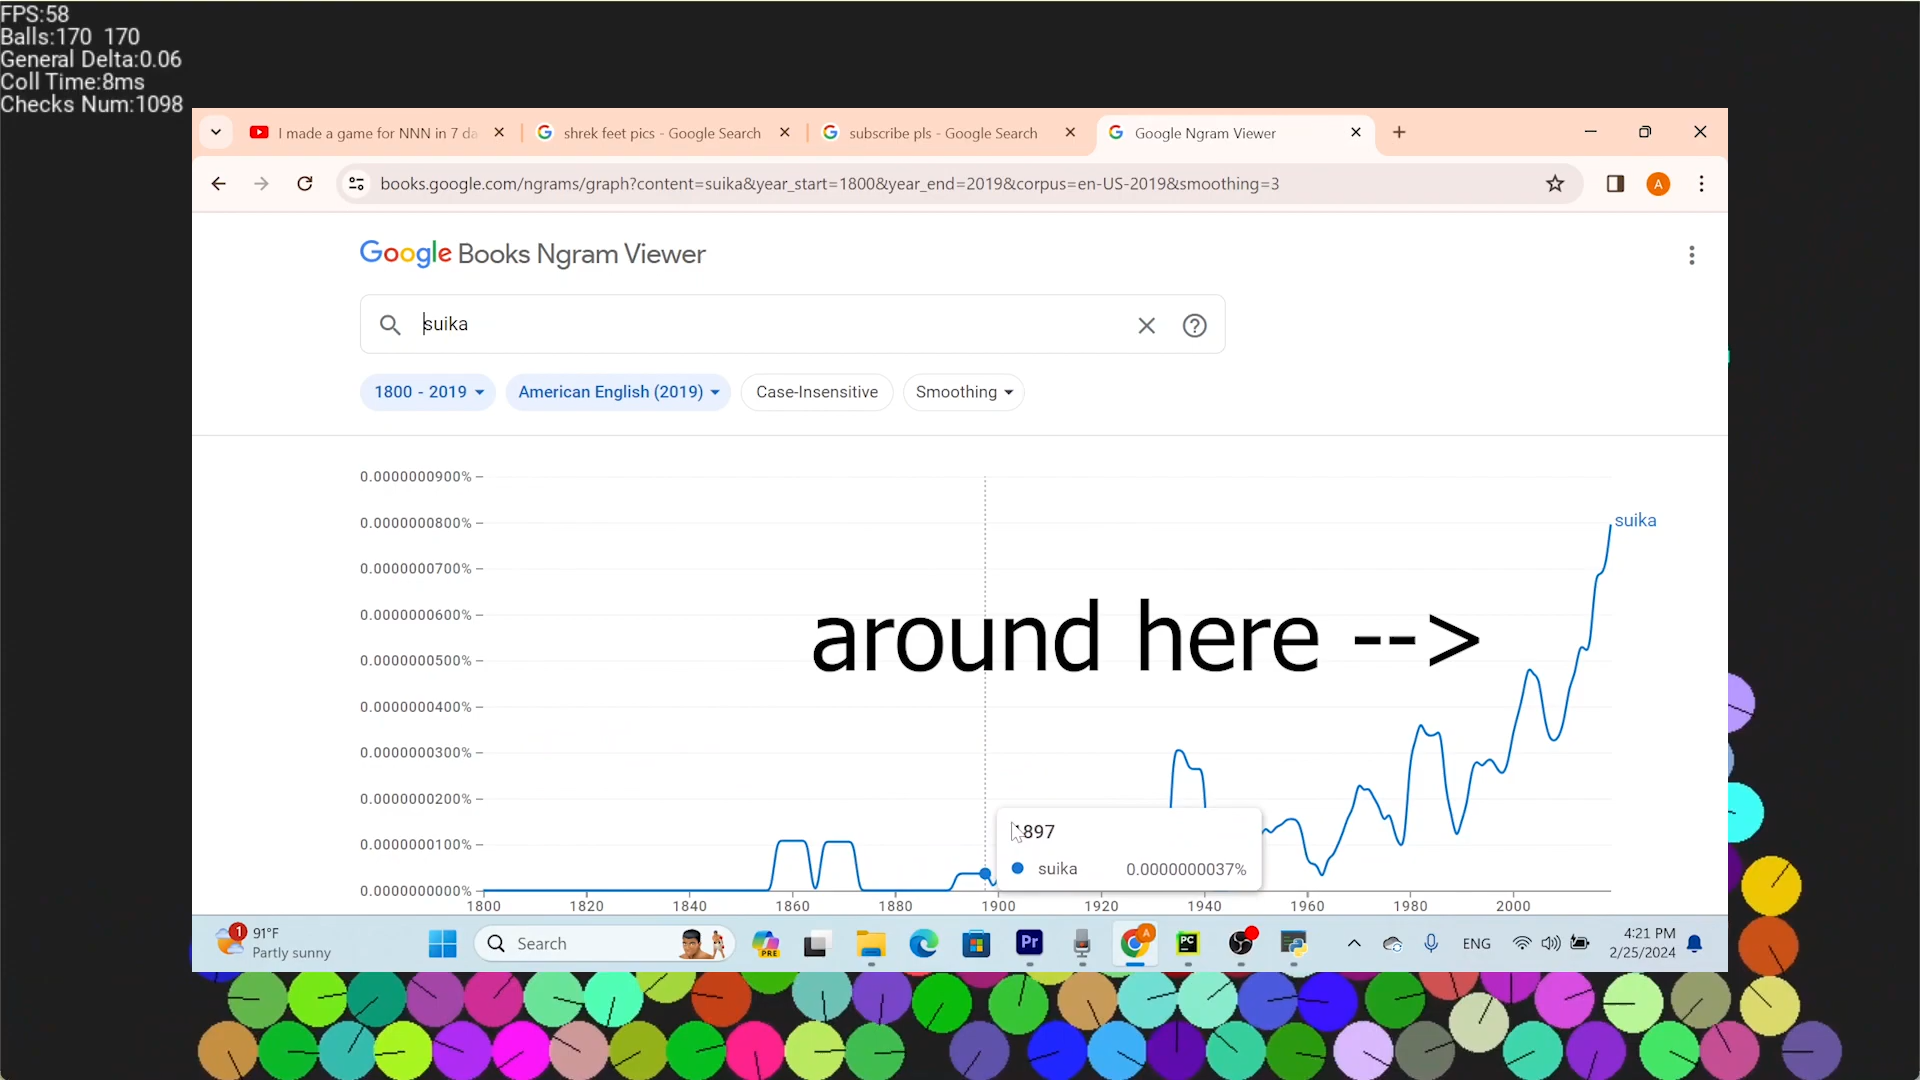 FPS:58
Balls:170 170
General Delta:0.06
Coll Time:8ms
Checks Num:1098
I made a game for NNN in 7 da
shrek feet pics - Google Search
subscribe pls - Google Search
Google Ngram Viewer
books.google.com/ngrams/graph?content=suika&year_start=1800&year_end=2019&corpus=en-US-2019&smoothing=3
A
Google Books Ngram Viewer
suika
1800 - 2019
American English (2019)
Case-Insensitive
Smoothing
0.0000000900%
0.0000000800%
suika
0.0000000700%
0.0000000600%
around here -->
0.0000000500%
0.0000000400%
0.0000000300%
0.0000000200%
1897
0.0000000100%
suika 0.0000000037%
0.0000000000%
1800 1820 1840 1860 1880 1900 1920 1940 1960 1980 2000
1
91°F
Partly sunny
Search
PRE
Pr
A
PC
ENG
4:21 PM
2/25/2024